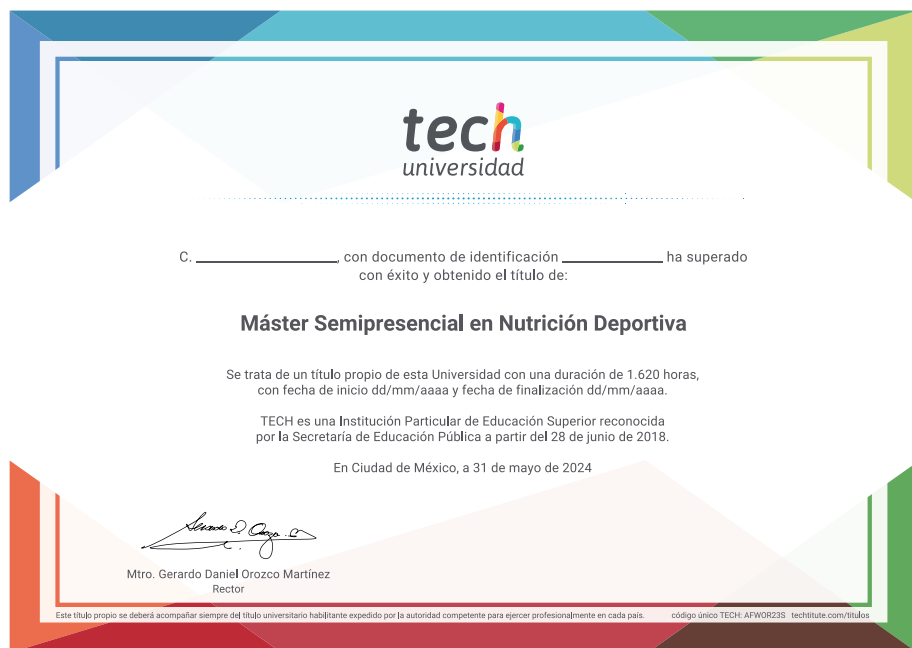 tech
universidad
C. ____________________, con documento de identificación ______________ ha superado
con éxito y obtenido el título de:
Máster Semipresencial en Nutrición Deportiva
Se trata de un título propio de esta Universidad con una duración de 1.620 horas,
con fecha de inicio dd/mm/aaaa y fecha de finalización dd/mm/aaaa.
TECH es una Institución Particular de Educación Superior reconocida
por la Secretaría de Educación Pública a partir del 28 de junio de 2018.
En Ciudad de México, a 31 de mayo de 2024
Mtro. Gerardo Daniel Orozco Martínez
Rector
Este título propio se deberá acompañar siempre del título universitario habilitante expedido por la autoridad competente para ejercer profesionalmente en cada país. código único TECH: AFWOR23S techtitute.com/titulos